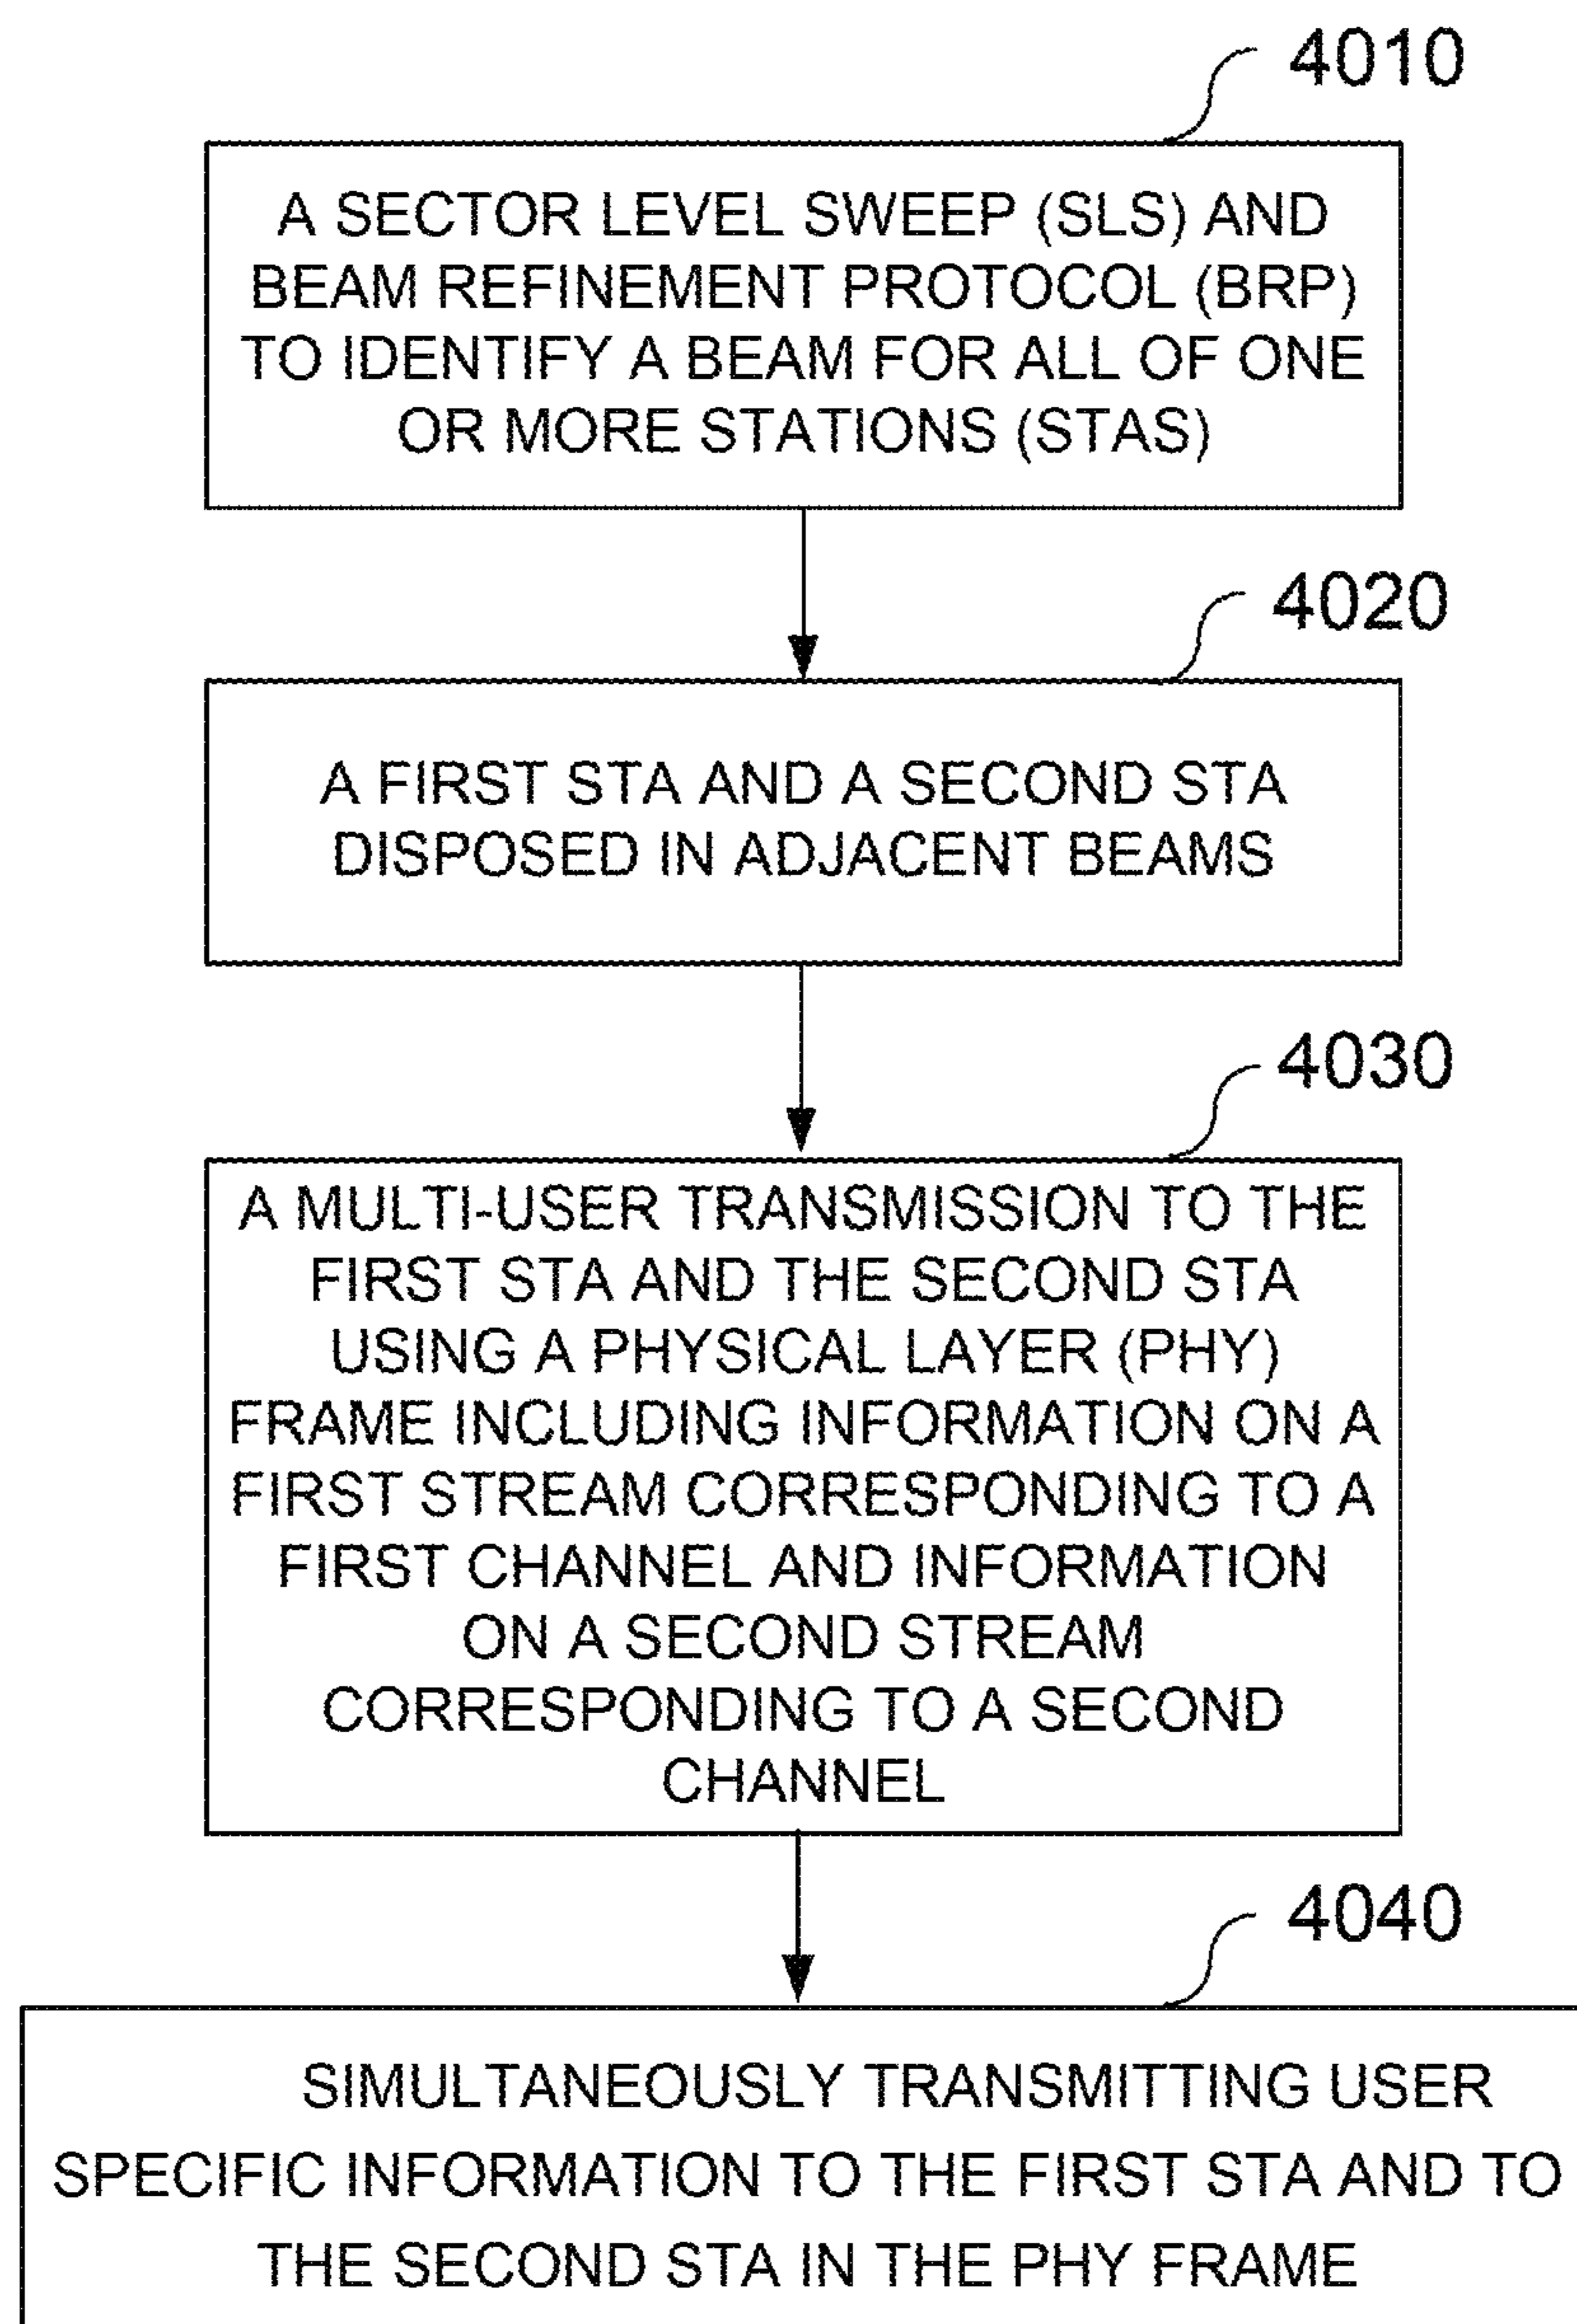 4010
A SECTOR LEVEL SWEEP (SLS) AND
BEAM REFINEMENT PROTOCOL (BRP)
TO IDENTIFY A BEAM FOR ALL OF ONE
OR MORE STATIONS (STAS)
4020
A FIRST STA AND A SECOND STA
DISPOSED IN ADJACENT BEAMS
4030
A MULTI-USER TRANSMISSION TO THE
FIRST STA AND THE SECOND STA
USING A PHYSICAL LAYER (PHY)
FRAME INCLUDING INFORMATION ON A
FIRST STREAM CORRESPONDING TO A
FIRST CHANNEL AND INFORMATION
ON A SECOND STREAM
CORRESPONDING TO A SECOND
CHANNEL
4040
SIMULTANEOUSLY TRANSMITTING USER
SPECIFIC INFORMATION TO THE FIRST STA AND TO
THE SECOND STA IN THE PHY FRAME